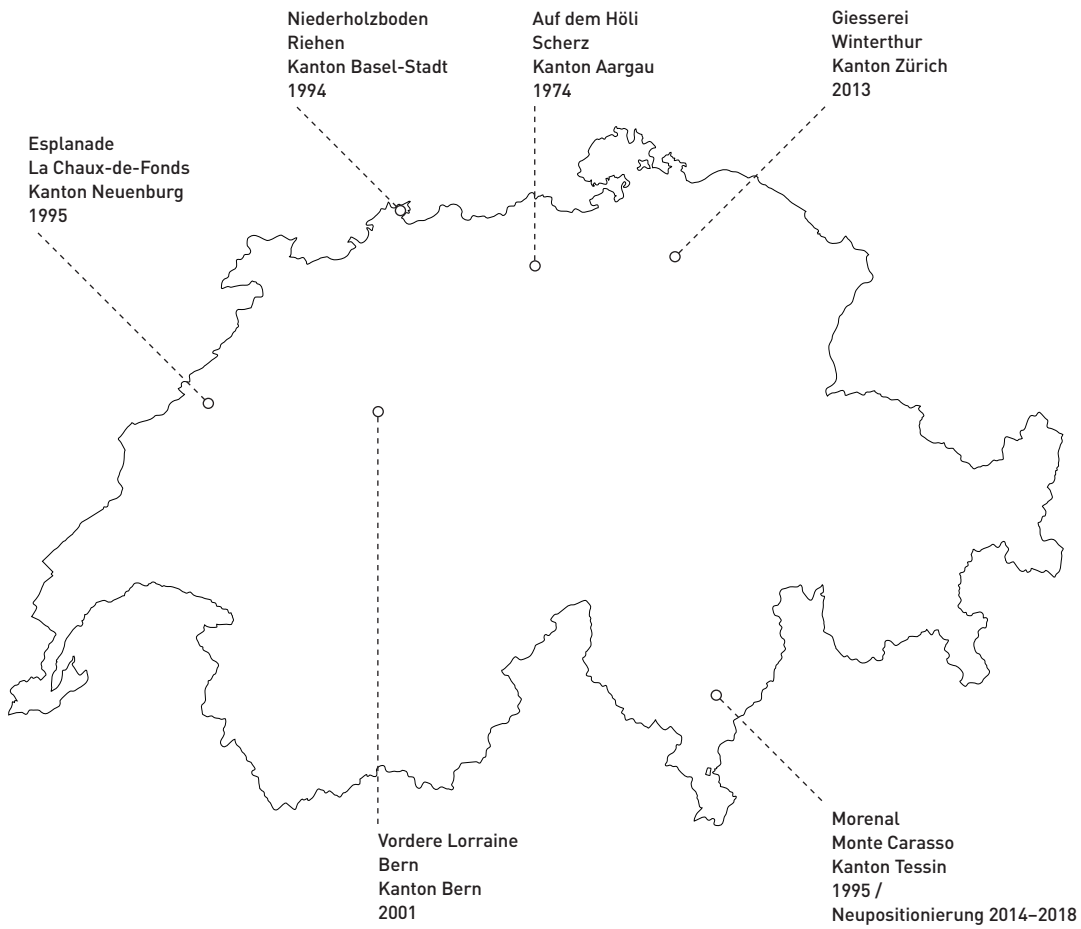 Niederholzboden
Riehen
Kanton Basel-Stadt
1994
Auf dem Höli
Scherz
Kanton Aargau
1974
Giesserei
Winterthur
Kanton Zürich
2013
Esplanade
La Chaux-de-Fonds
Kanton Neuenburg
1995
Vordere Lorraine
Bern
Kanton Bern
2001
Morenal
Monte Carasso
Kanton Tessin
1995 /
Neupositionierung 2014–2018